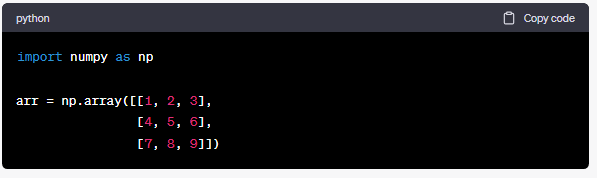 python Copy code
import numpy as np
arr = np.array([[1, 2, 3],
[4, 5, 6],
[7, 8, 9]])